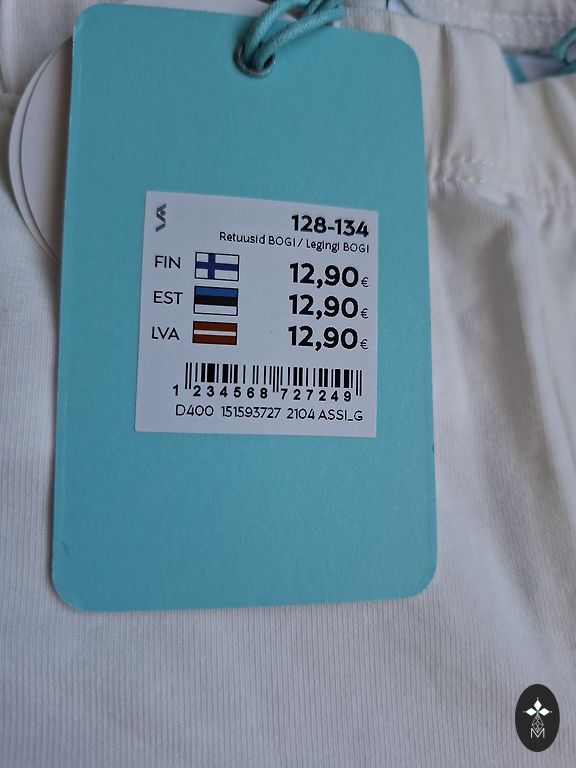 128-134
Retuusid BOGI / Legingi BOGI
FIN 12,90€
EST 12,90€
LVA 12,90€
1 234568 727249
D400 151593727 2104 ASSI_G
M